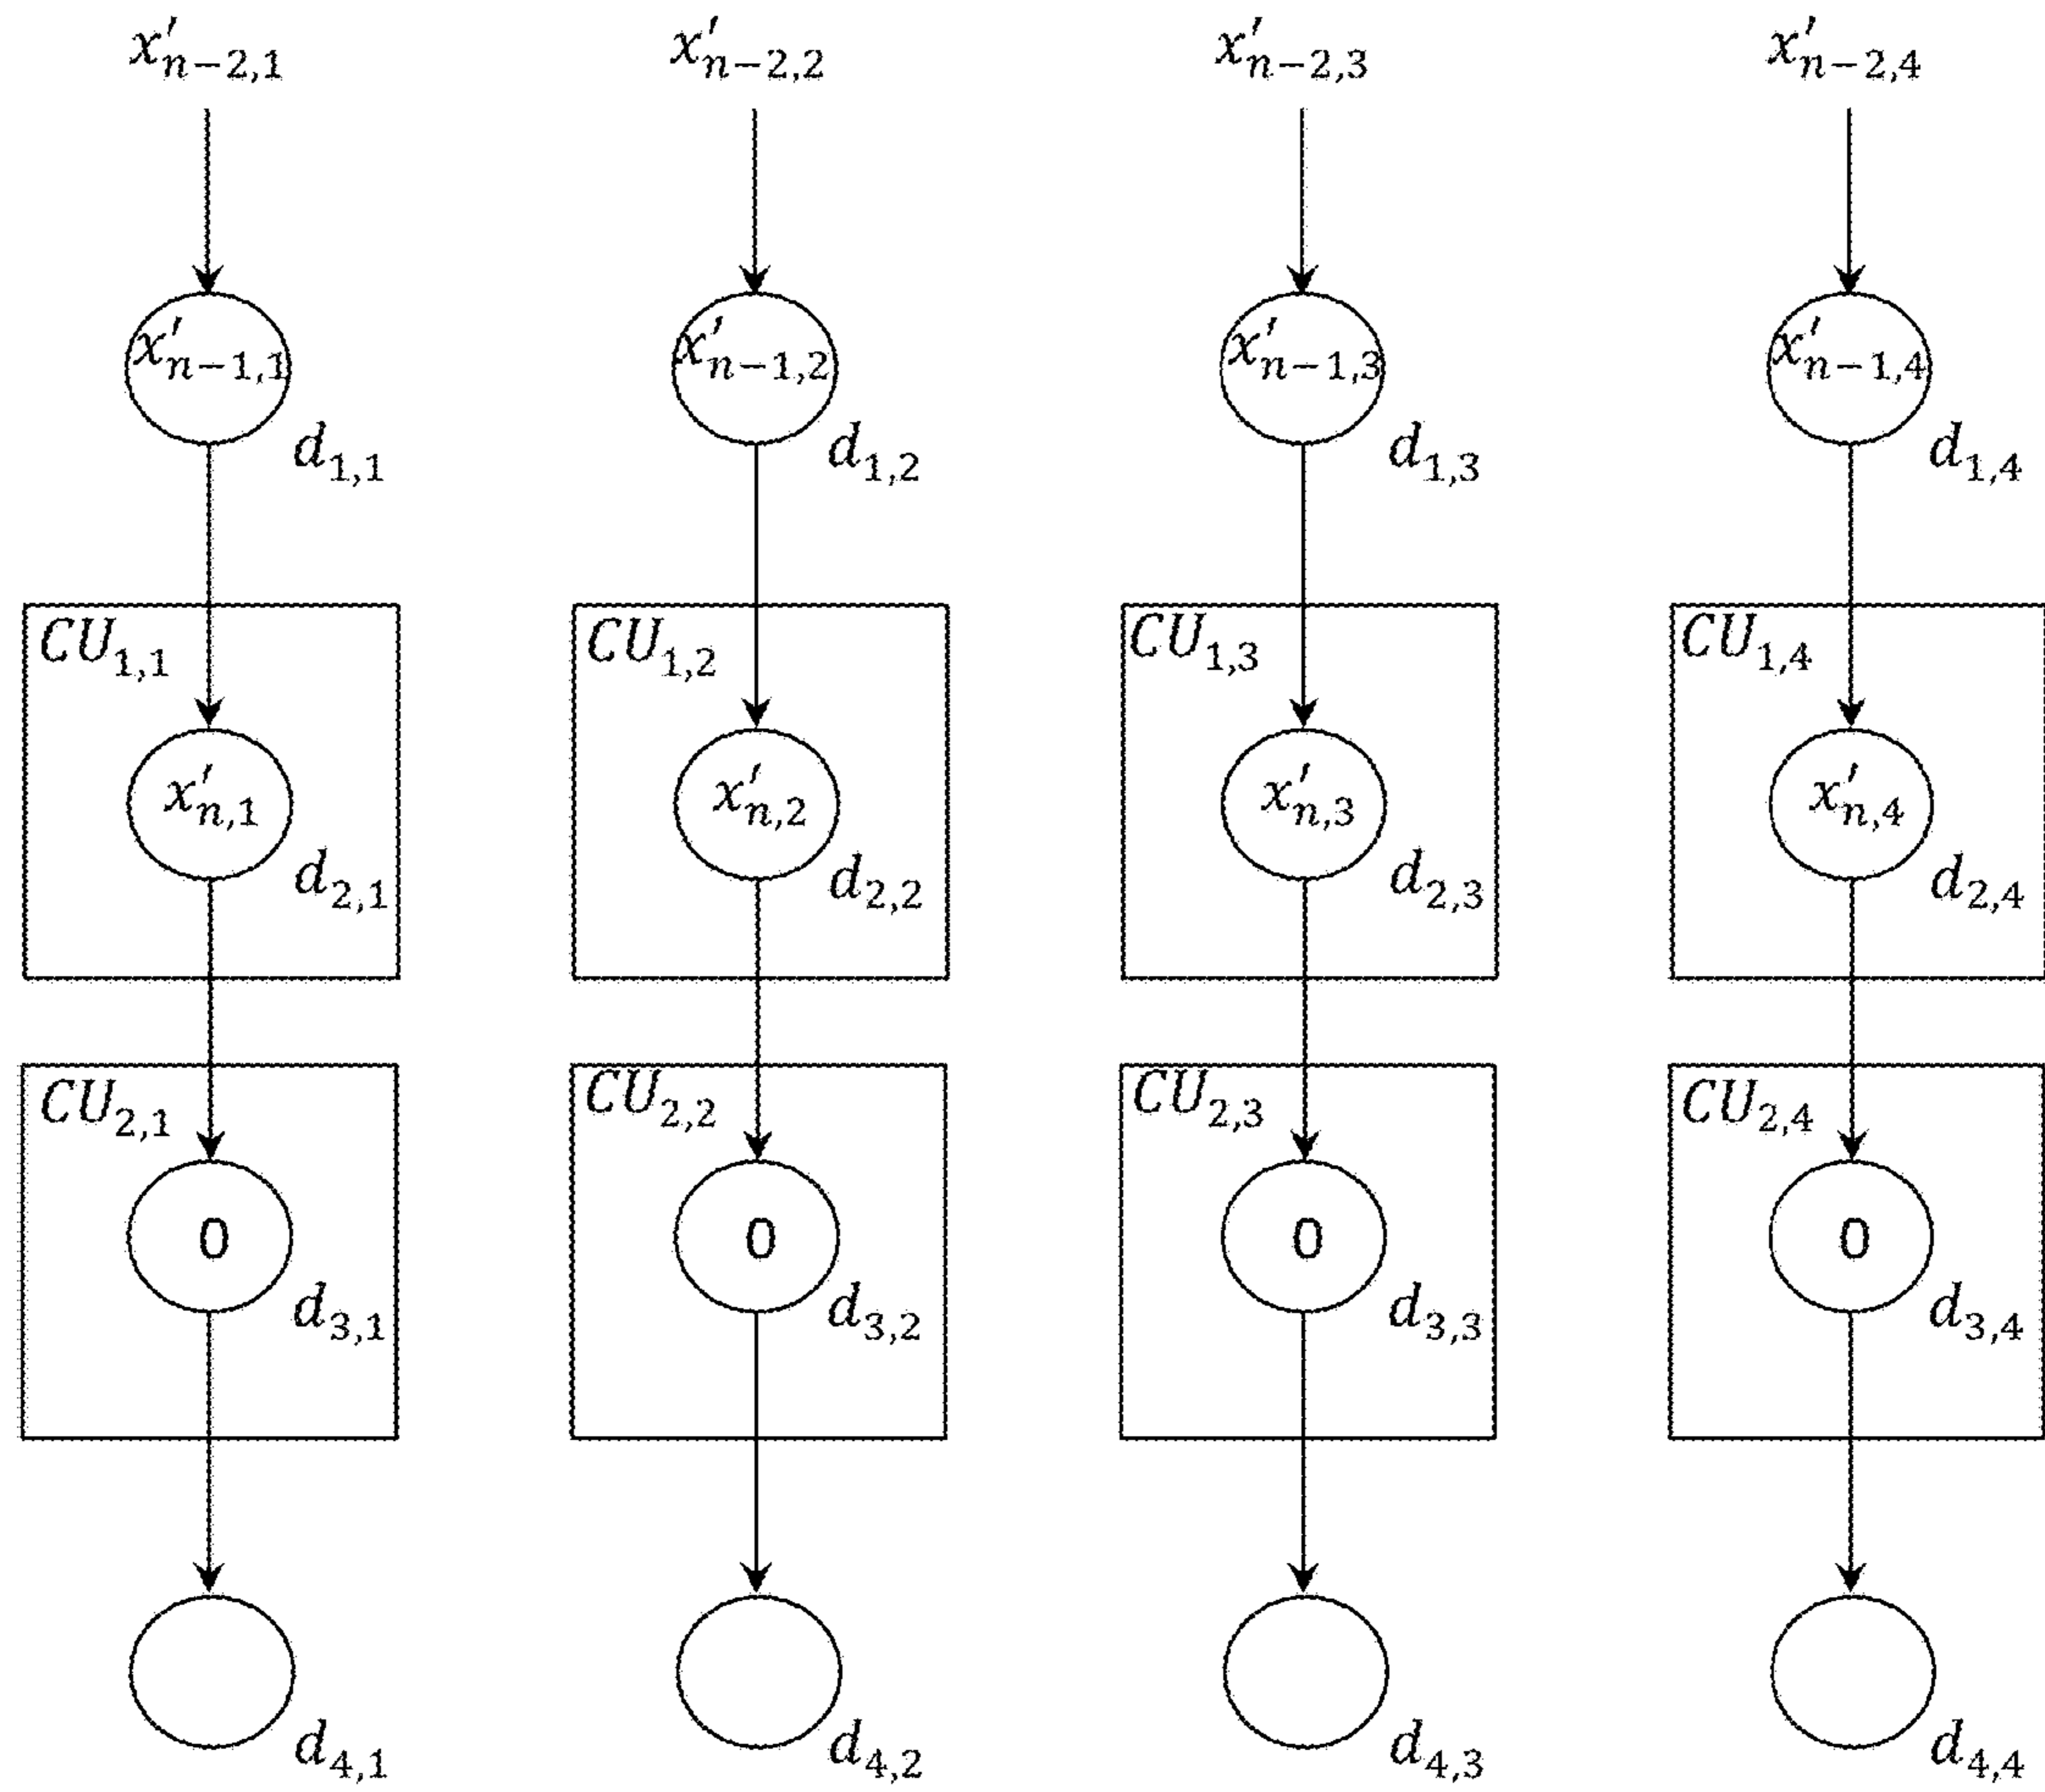 x′n−2,1 x′n−2,2 x′n−2,3 x′n−2,4
x′n−1,1 x′n−1,2 x′n−1,3 x′n−1,4
d1,1 d1,2 d1,3 d1,4
CU1,1 CU1,2 CU1,3 CU1,4
x′n,1 x′n,2 x′n,3 x′n,4
d2,1 d2,2 d2,3 d2,4
CU2,1 CU2,2 CU2,3 CU2,4
0 0 0 0
d3,1 d3,2 d3,3 d3,4
d4,1 d4,2 d4,3 d4,4